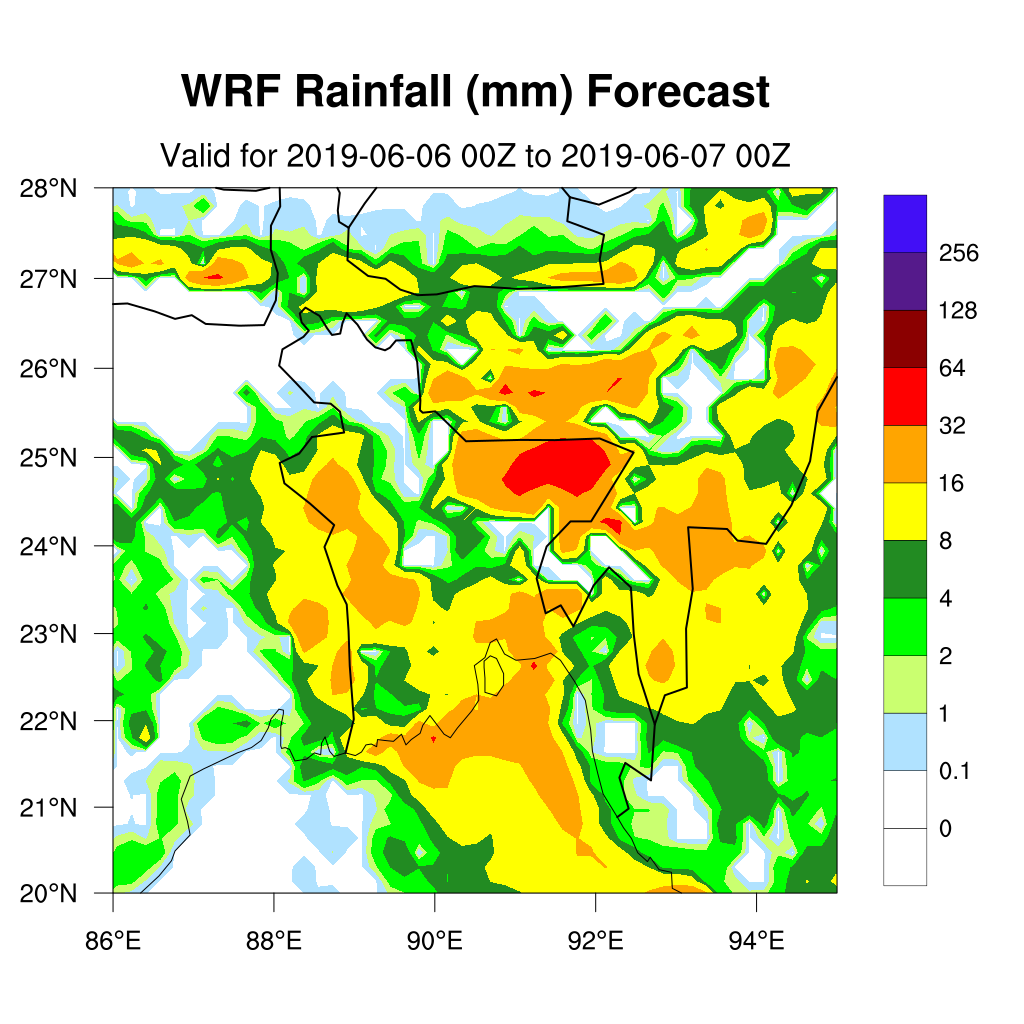 WRF Rainfall (mm) Forecast
Valid for 2019-06-06 00Z to 2019-06-07 00Z
28°N
27°N
26°N
25°N
24°N
23°N
22°N
21°N
20°N
86°E
88°E
90°E
92°E
94°E
256
128
64
32
16
8
4
2
1
0.1
0